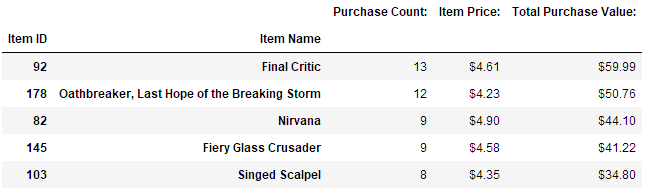 Purchase Count: Item Price: Total Purchase Value:
Item ID Item Name
92 Final Critic 13 $4.61 $59.99
178 Oathbreaker, Last Hope of the Breaking Storm 12 $4.23 $50.76
82 Nirvana 9 $4.90 $44.10
145 Fiery Glass Crusader 9 $4.58 $41.22
103 Singed Scalpel 8 $4.35 $34.80